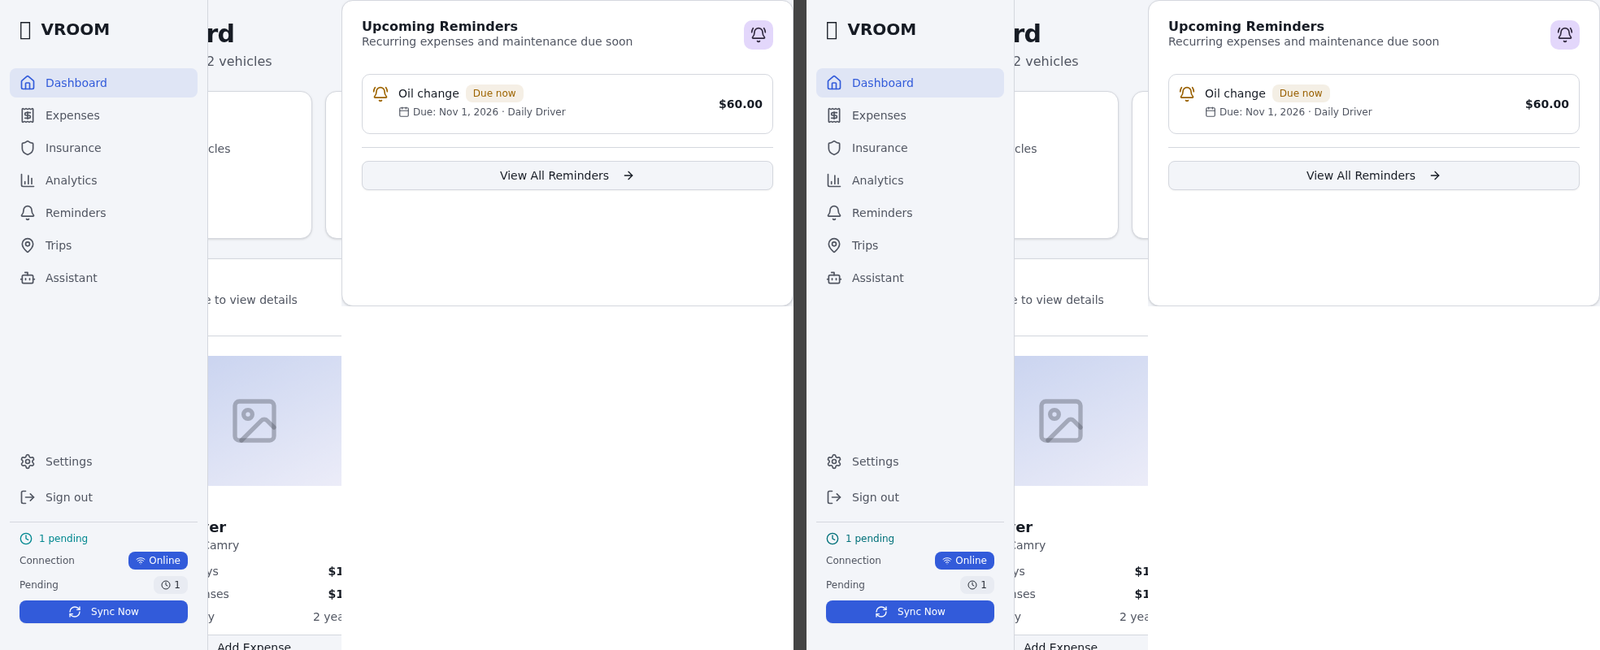 VROOM
Dashboard
Expenses
Insurance
Analytics
Reminders
Trips
Assistant
Settings
Sign out
1 pending
Connection
Online
Pending
1
Sync Now
rd
2 vehicles
cles
e to view details
er
Camry
ys
$1
nses
$1
y
2 yea
Add Expense
Upcoming Reminders
Recurring expenses and maintenance due soon
Oil change
Due now
Due: Nov 1, 2026 · Daily Driver
$60.00
View All Reminders
VROOM
Dashboard
Expenses
Insurance
Analytics
Reminders
Trips
Assistant
Settings
Sign out
1 pending
Connection
Online
Pending
1
Sync Now
rd
2 vehicles
cles
e to view details
er
Camry
ys
$1
nses
$1
y
2 yea
Add Expense
Upcoming Reminders
Recurring expenses and maintenance due soon
Oil change
Due now
Due: Nov 1, 2026 · Daily Driver
$60.00
View All Reminders